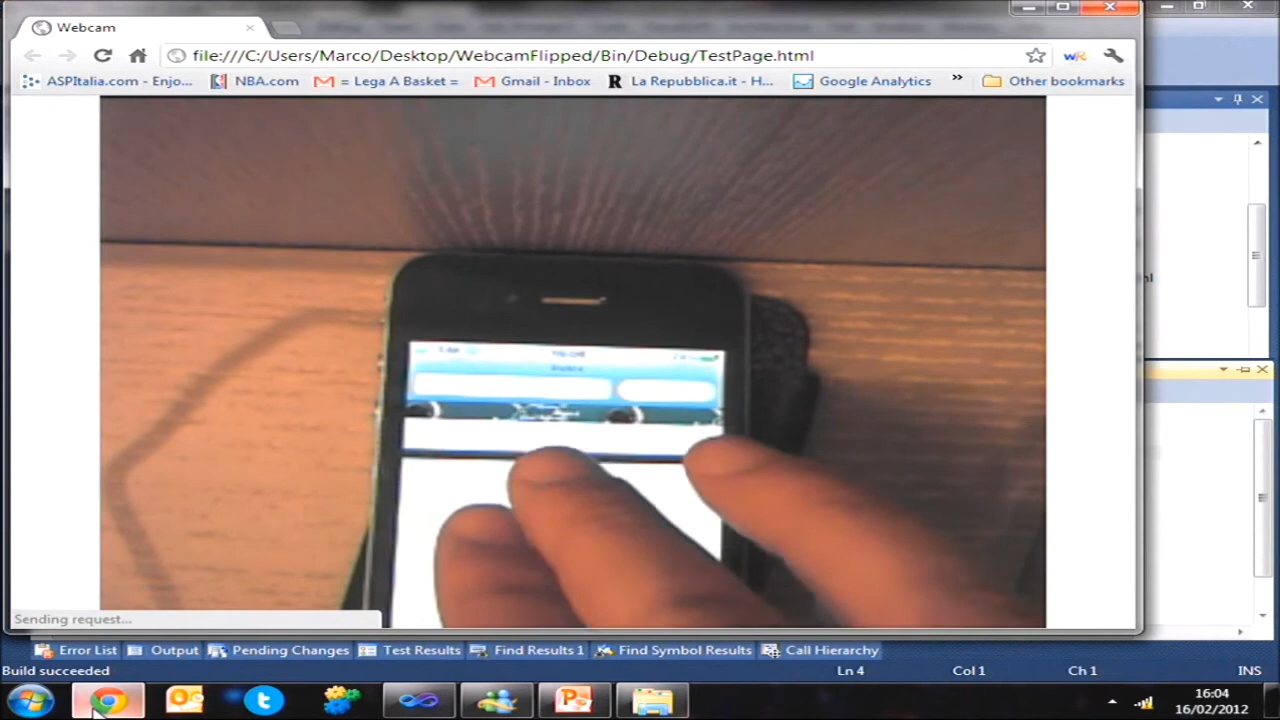 Webcam
file:///C:/Users/Marco/Desktop/WebcamFlipped/Bin/Debug/TestPage.html
ASPItalia.com - Enjo... NBA.com = Lega A Basket = Gmail - Inbox R La Repubblica.it - H... Google Analytics » Other bookmarks
Sending request...
Error List Output Pending Changes Test Results Find Results 1 Find Symbol Results Call Hierarchy
Build succeeded Ln 4 Col 1 Ch 1 INS
16:04
16/02/2012